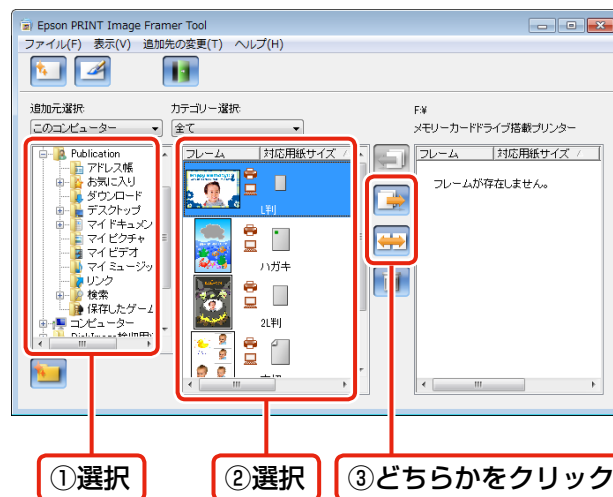 Epson PRINT Image Framer Tool
ファイル(F) 表示(V) 追加先の変更(T) ヘルプ(H)
追加元選択:
カテゴリー選択:
F:¥
このコンピューター
全て
メモリーカードドライブ搭載プリンター
Publication
アドレス帳
お気に入り
ダウンロード
デスクトップ
マイ ドキュメン
マイ ピクチャ
マイ ビデオ
マイ ミュージッ
リンク
検索
保存したゲーム
コンピューター
フレーム 対応用紙サイズ
L判
ハガキ
2L判
フレーム 対応用紙サイズ
フレームが存在しません。
①選択
②選択
③どちらかをクリック